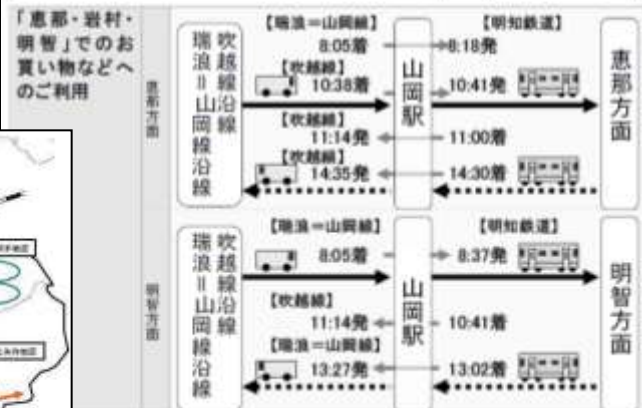 「恵那・岩村・
明智」でのお
買い物などへ
のご利用
恵那方面
吹越線沿線
瑞浪＝山岡線沿線
【瑞浪＝山岡線】
8:05着
【吹越線】
10:38着
【吹越線】
11:14発
【吹越線】
14:35発
山岡駅
【明知鉄道】
8:18発
10:41発
11:00着
14:30着
恵那方面
明智方面
吹越線沿線
瑞浪＝山岡線沿線
【瑞浪＝山岡線】
8:05着
【吹越線】
11:14発
【瑞浪＝山岡線】
13:27発
山岡駅
【明知鉄道】
8:37発
10:41着
13:02着
明智方面